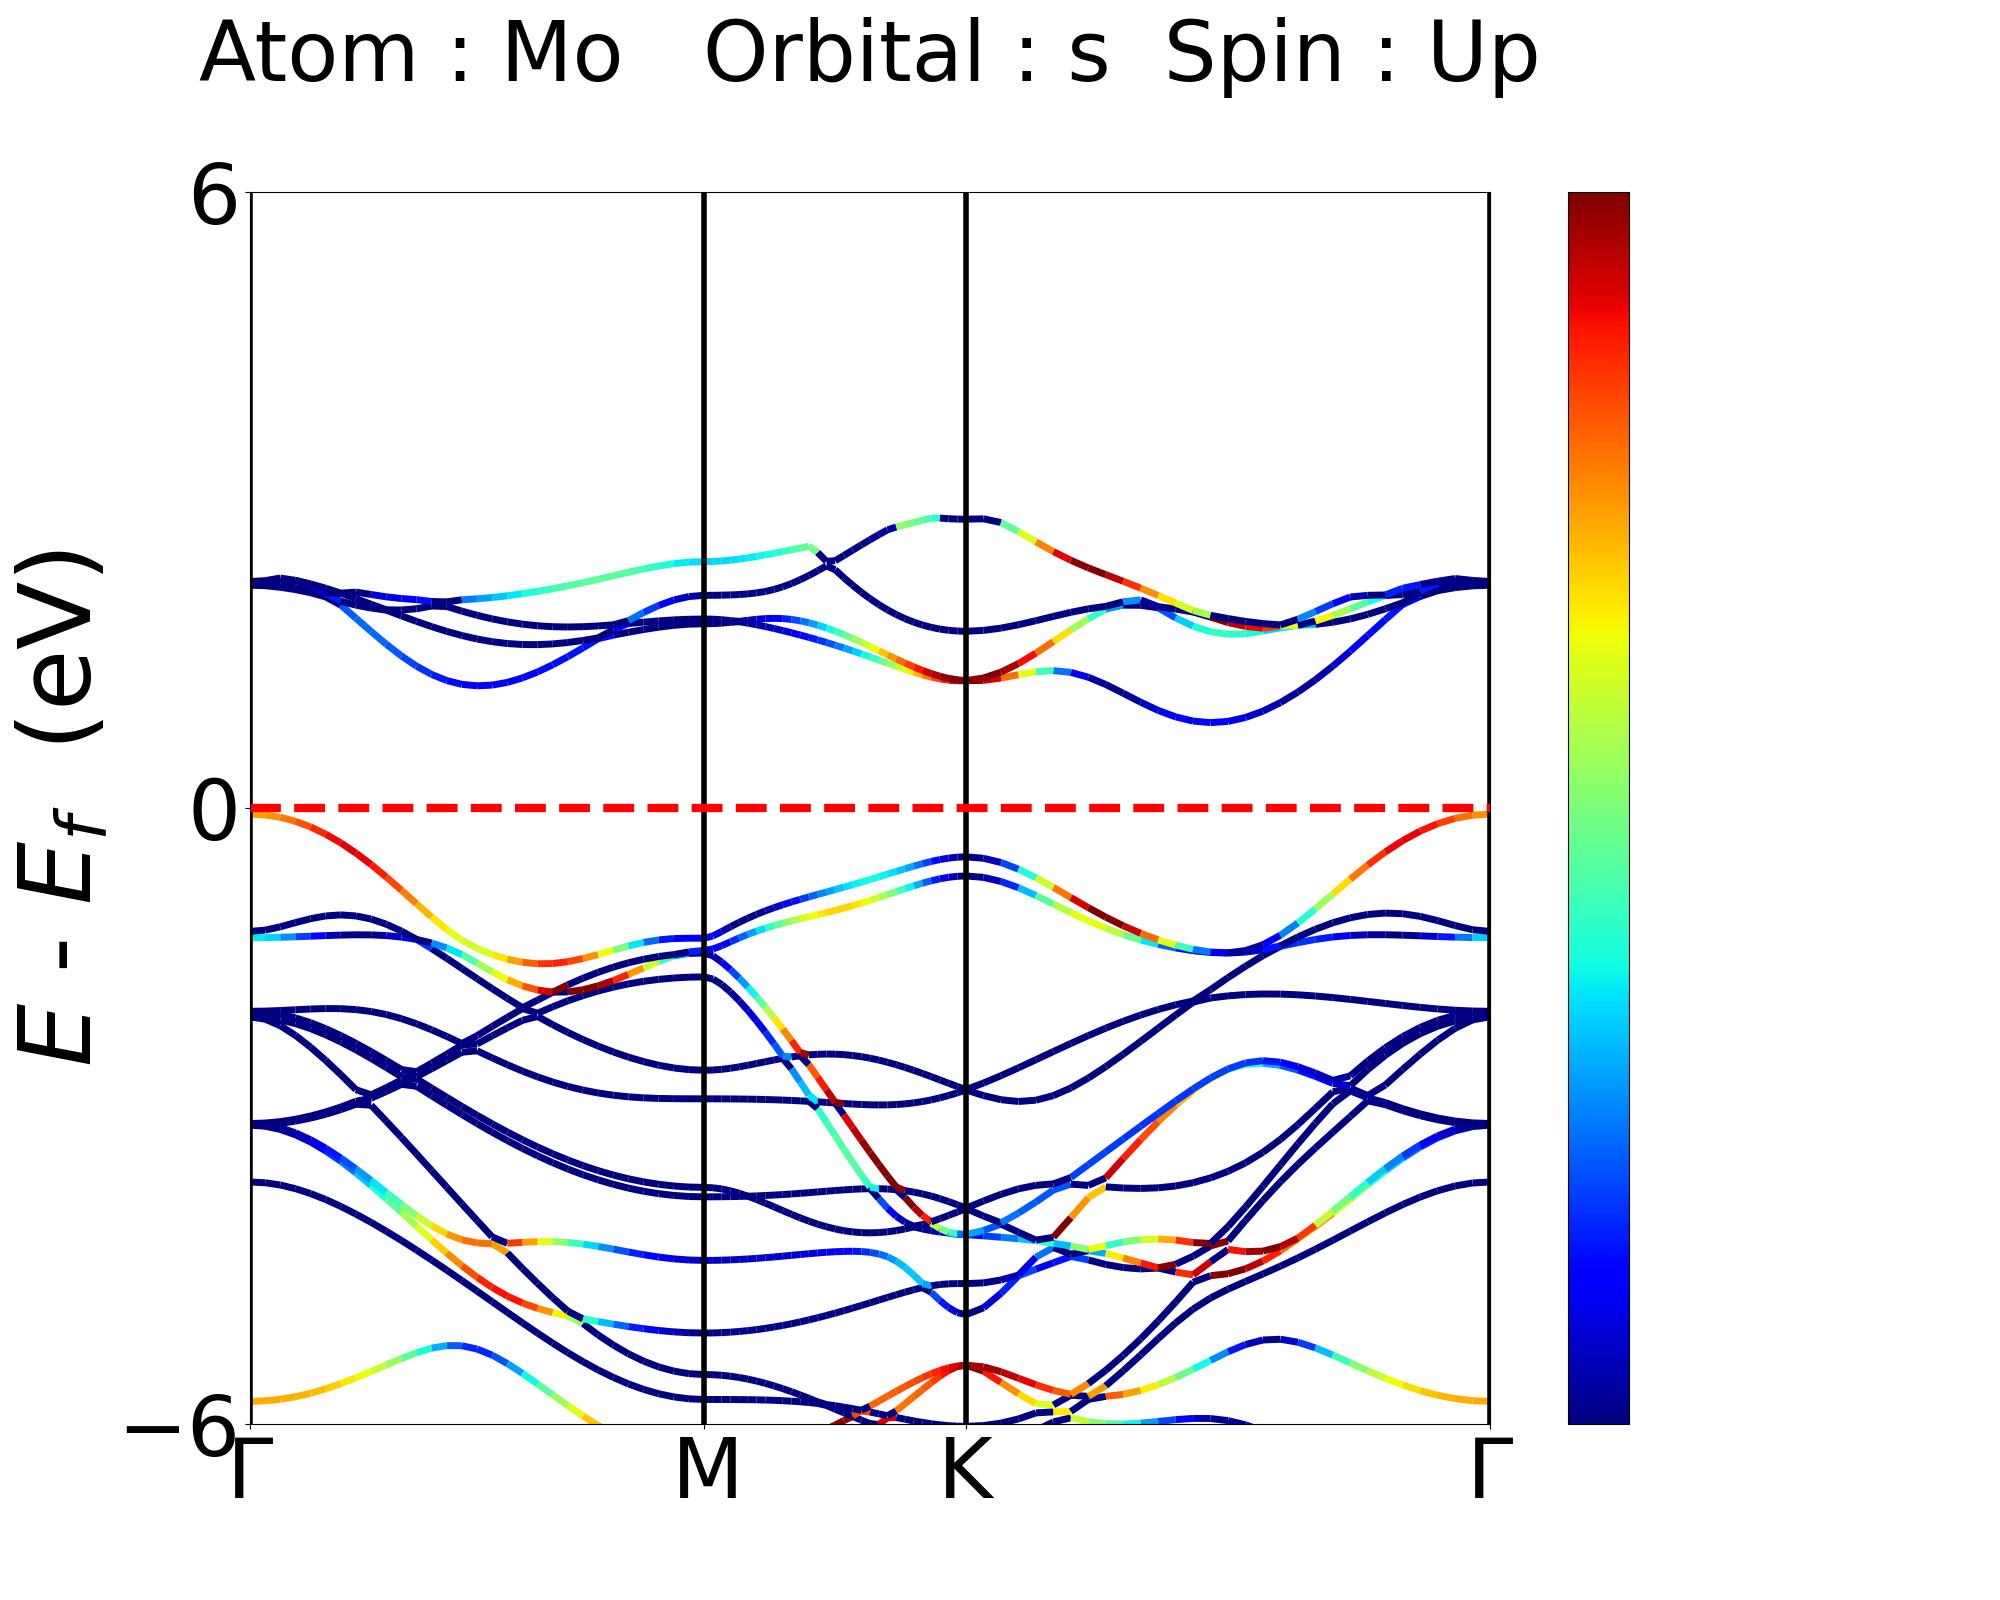 Atom : Mo Orbital : s Spin : Up
E - E_f (eV)
6
0
−6
Γ M K Γ